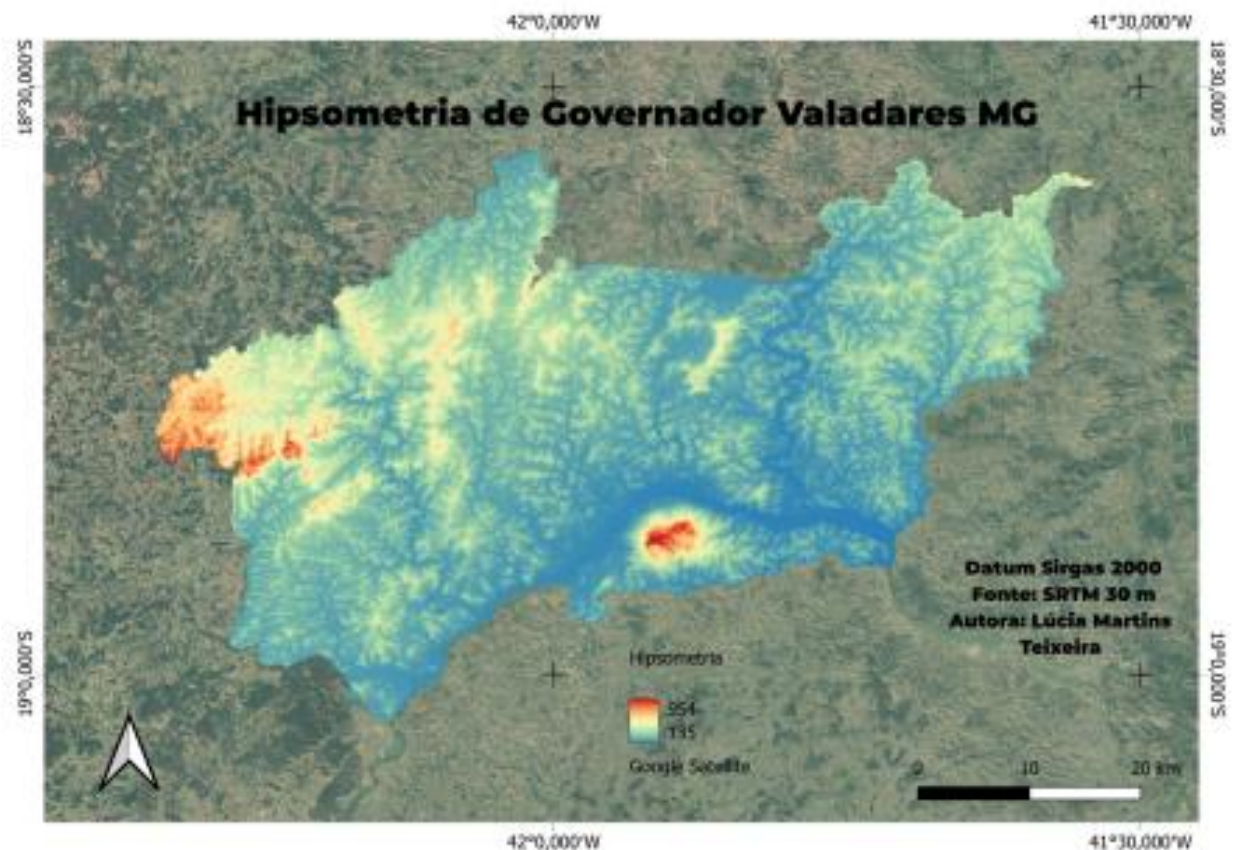 42°0,000'W 41°30,000'W
18°30,000'S 18°30,000'S
Hipsometria de Governador Valadares MG
Datum Sirgas 2000
Fonte: SRTM 30 m
Autora: Lúcia Martins
Teixeira
19°0,000'S 19°0,000'S
Hipsometria
954
135
Google Satellite
0 10 20 km
42°0,000'W 41°30,000'W